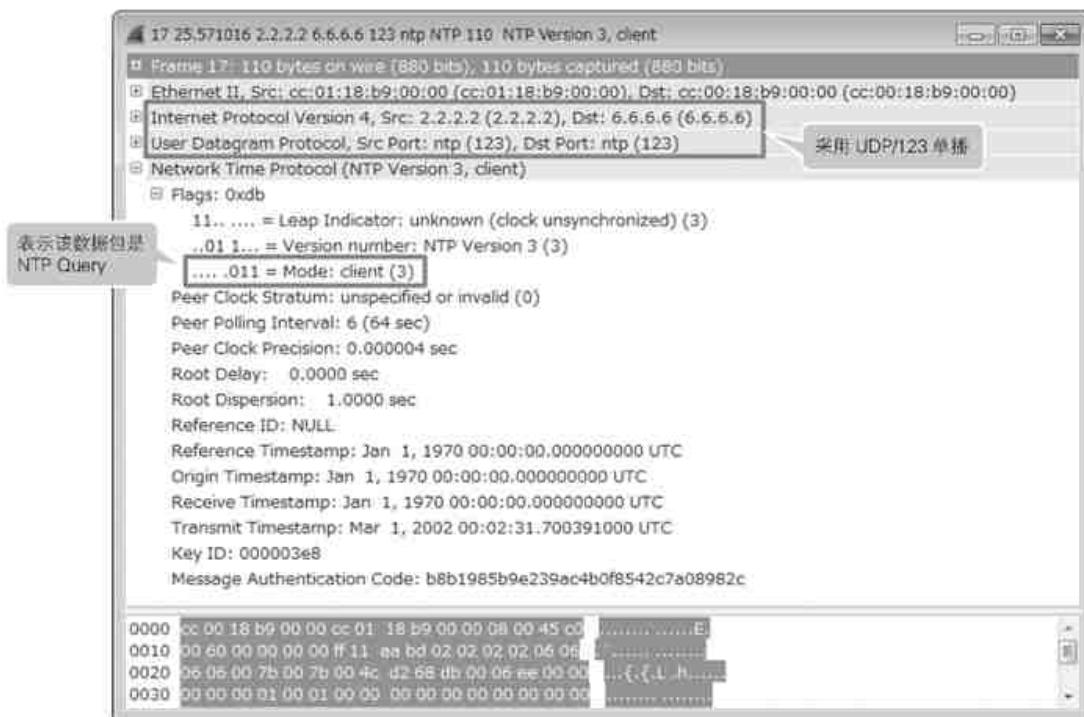 17 25.571016 2.2.2.2 6.6.6.6 123 ntp NTP 110 NTP Version 3, client
Frame 17: 110 bytes on wire (880 bits), 110 bytes captured (880 bits)
Ethernet II, Src: cc:01:18:b9:00:00 (cc:01:18:b9:00:00), Dst: cc:00:18:b9:00:00 (cc:00:18:b9:00:00)
Internet Protocol Version 4, Src: 2.2.2.2 (2.2.2.2), Dst: 6.6.6.6 (6.6.6.6)
User Datagram Protocol, Src Port: ntp (123), Dst Port: ntp (123)
采用 UDP/123 单播
Network Time Protocol (NTP Version 3, client)
Flags: 0xdb
11.. .... = Leap Indicator: unknown (clock unsynchronized) (3)
..01 1... = Version number: NTP Version 3 (3)
.... .011 = Mode: client (3)
表示该数据包是
NTP Query
Peer Clock Stratum: unspecified or invalid (0)
Peer Polling Interval: 6 (64 sec)
Peer Clock Precision: 0.000004 sec
Root Delay: 0.0000 sec
Root Dispersion: 1.0000 sec
Reference ID: NULL
Reference Timestamp: Jan 1, 1970 00:00:00.000000000 UTC
Origin Timestamp: Jan 1, 1970 00:00:00.000000000 UTC
Receive Timestamp: Jan 1, 1970 00:00:00.000000000 UTC
Transmit Timestamp: Mar 1, 2002 00:02:31.700391000 UTC
Key ID: 000003e8
Message Authentication Code: b8b1985b9e239ac4b0f8542c7a08982c
0000 cc 00 18 b9 00 00 cc 01 18 b9 00 00 08 00 45 c0 ........ ......E.
0010 00 60 00 00 00 00 ff 11 aa bd 02 02 02 02 06 06 .`...... ........
0020 06 06 00 7b 00 7b 00 4c d2 68 db 00 06 ee 00 00 ...{.{.L .h......
0030 00 00 00 01 00 01 00 00 00 00 00 00 00 00 00 00 ........ ........